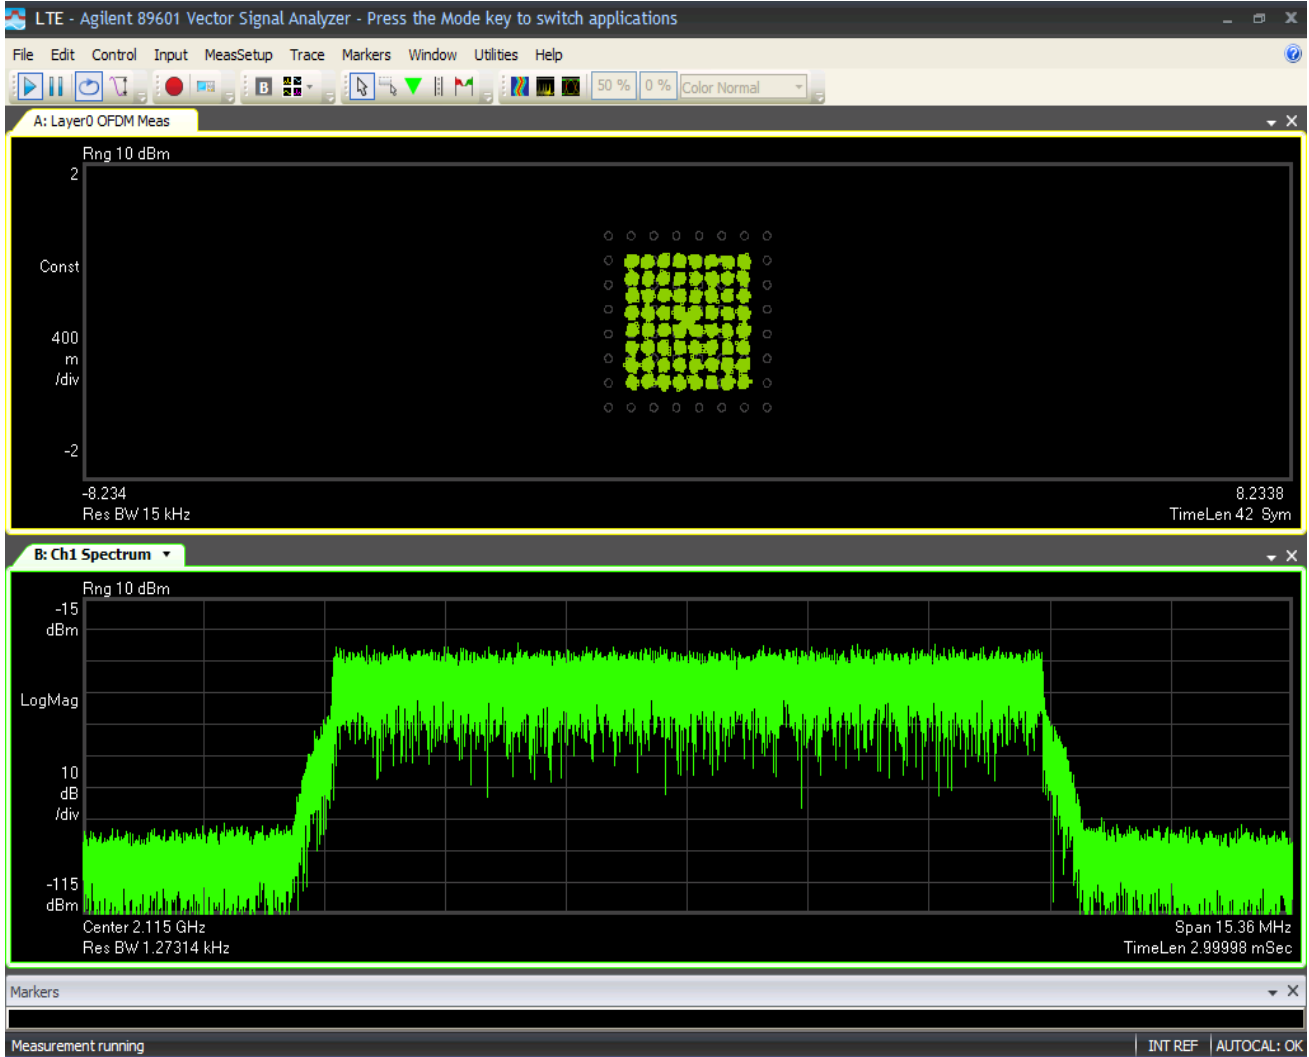 LTE - Agilent 89601 Vector Signal Analyzer - Press the Mode key to switch applications
File Edit Control Input MeasSetup Trace Markers Window Utilities Help
B 50 % 0 % Color Normal
A: Layer0 OFDM Meas
Rng 10 dBm
2
Const
400
m
/div
-2
-8.234 8.2338
Res BW 15 kHz TimeLen 42 Sym
B: Ch1 Spectrum
Rng 10 dBm
-15
dBm
LogMag
10
dB
/div
-115
dBm
Center 2.115 GHz Span 15.36 MHz
Res BW 1.27314 kHz TimeLen 2.99998 mSec
Markers
Measurement running INT REF AUTOCAL: OK